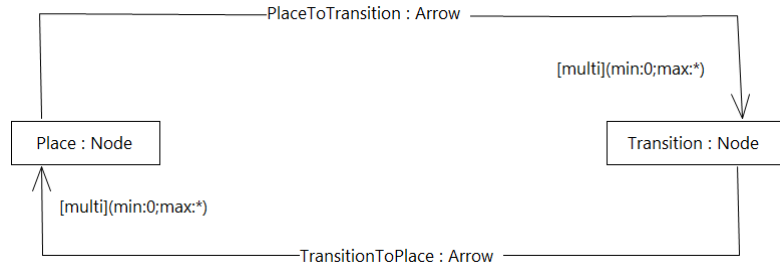 PlaceToTransition : Arrow
[multi](min:0;max:*)
Place : Node
Transition : Node
[multi](min:0;max:*)
TransitionToPlace : Arrow